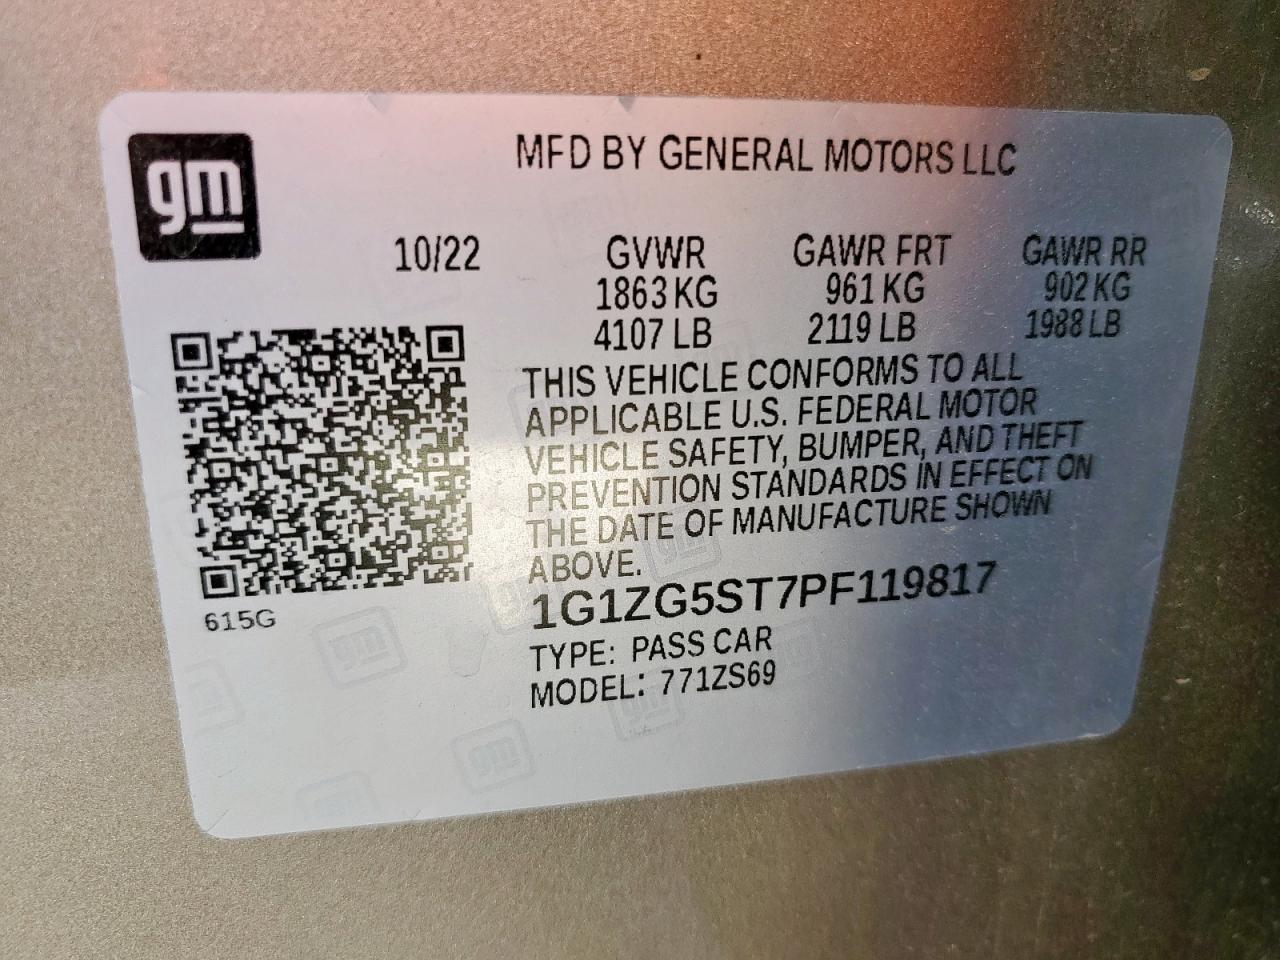 gm
MFD BY GENERAL MOTORS LLC
10/22 GVWR GAWR FRT GAWR RR
1863 KG 961 KG 902 KG
4107 LB 2119 LB 1988 LB
THIS VEHICLE CONFORMS TO ALL
APPLICABLE U.S. FEDERAL MOTOR
VEHICLE SAFETY, BUMPER, AND THEFT
PREVENTION STANDARDS IN EFFECT ON
THE DATE OF MANUFACTURE SHOWN
ABOVE.
1G1ZG5ST7PF119817
615G
TYPE: PASS CAR
MODEL: 771ZS69